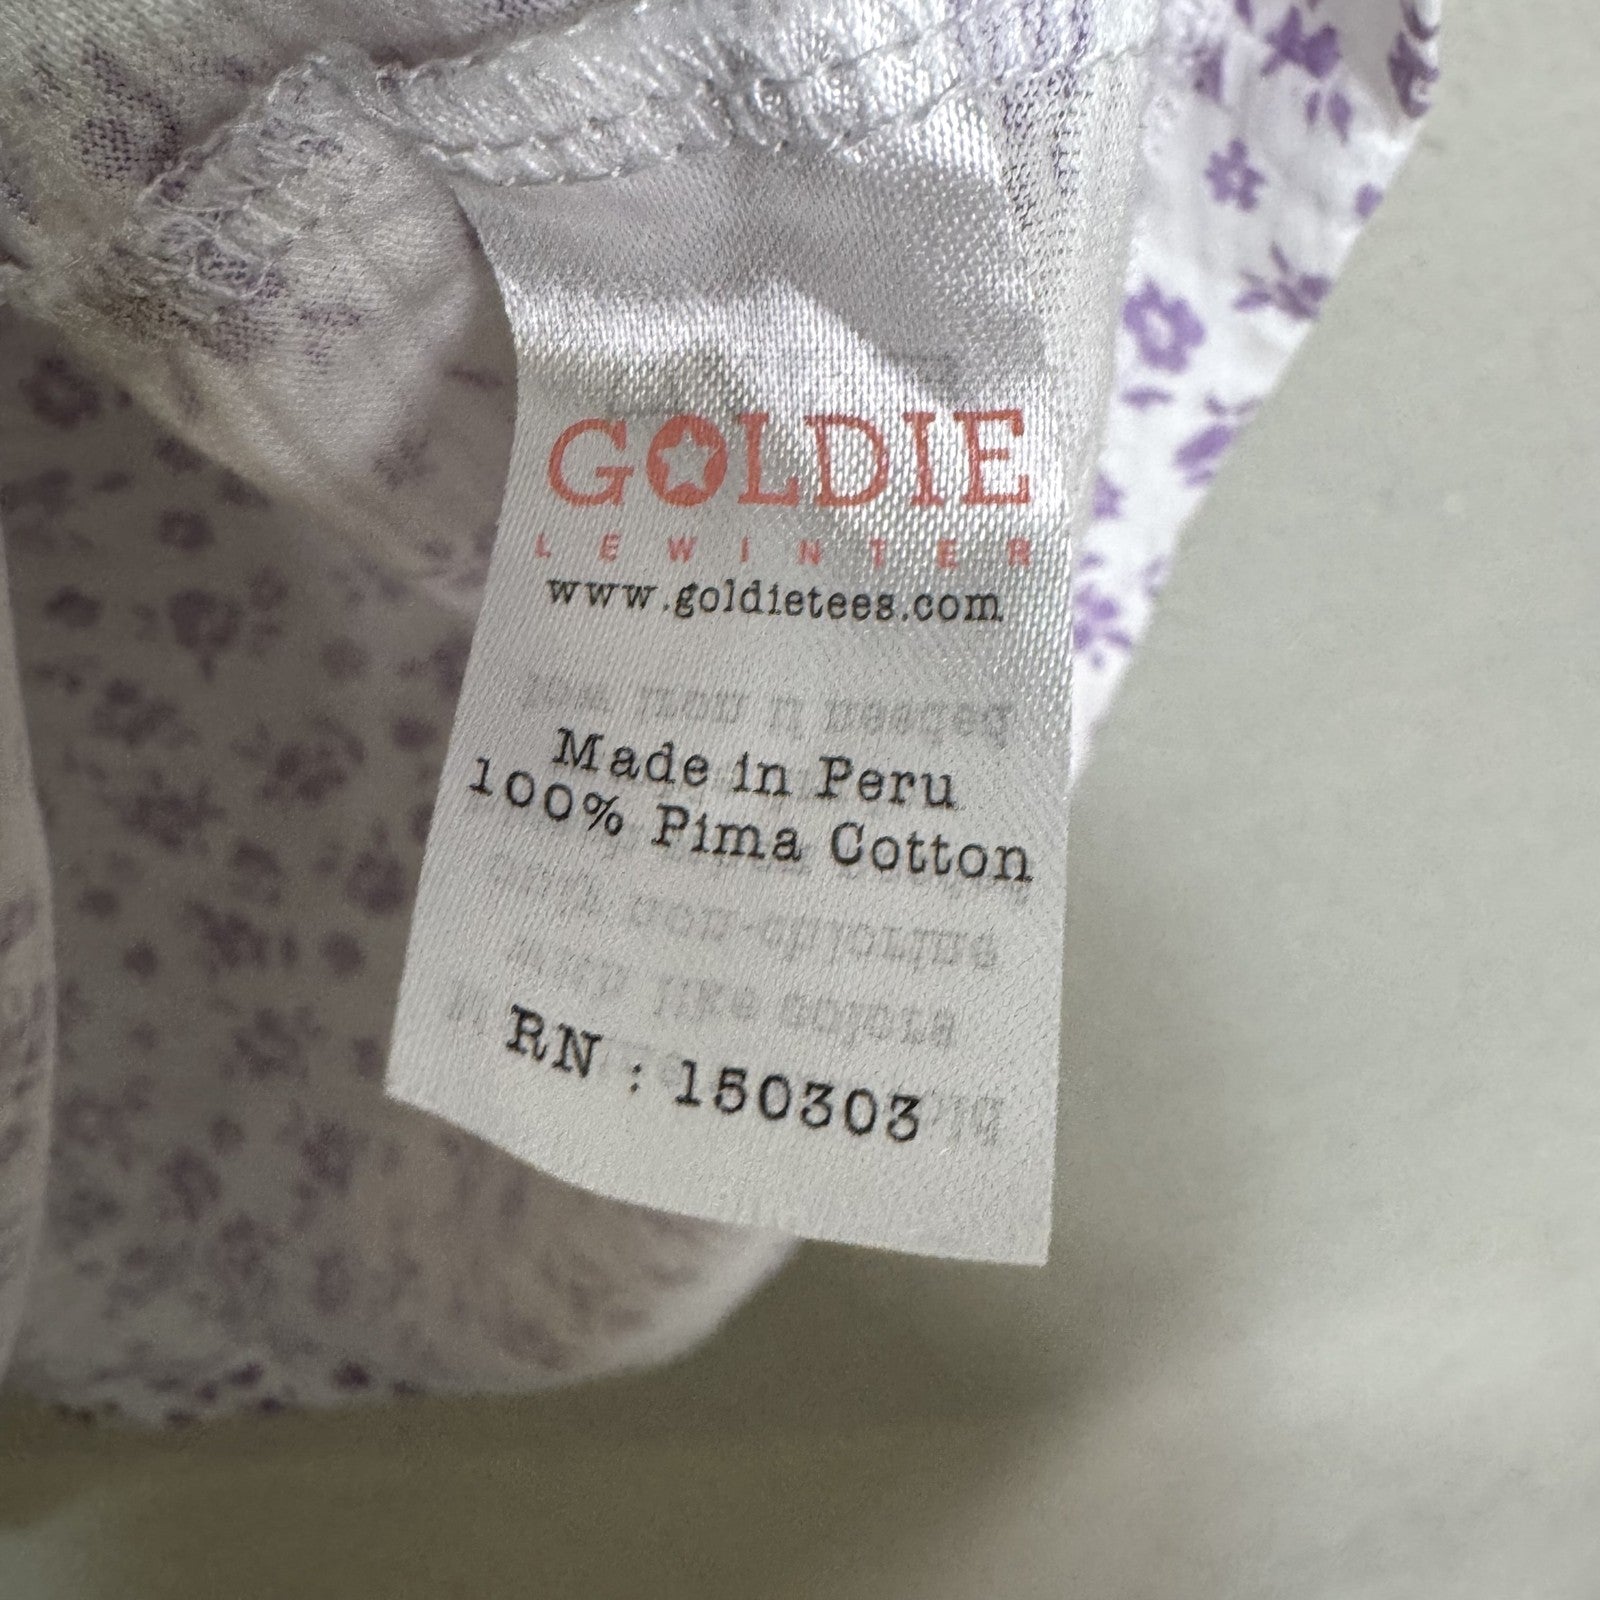 GOLDIE
LEWINTER
www.goldietees.com
Made in Peru
100% Pima Cotton
RN : 150303